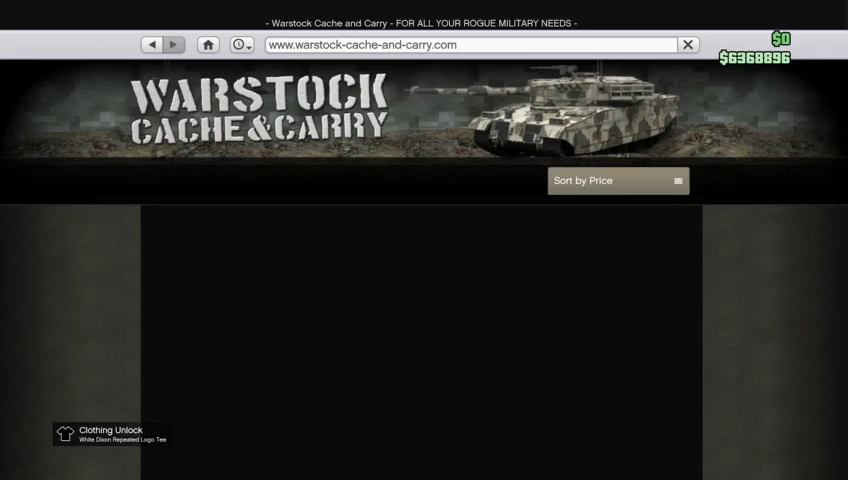 - Warstock Cache and Carry - FOR ALL YOUR ROGUE MILITARY NEEDS -
www.warstock-cache-and-carry.com
$0
$6368896
WARSTOCK
CACHE&CARRY
Sort by Price
Clothing Unlock
White Dixon Repeated Logo Tee